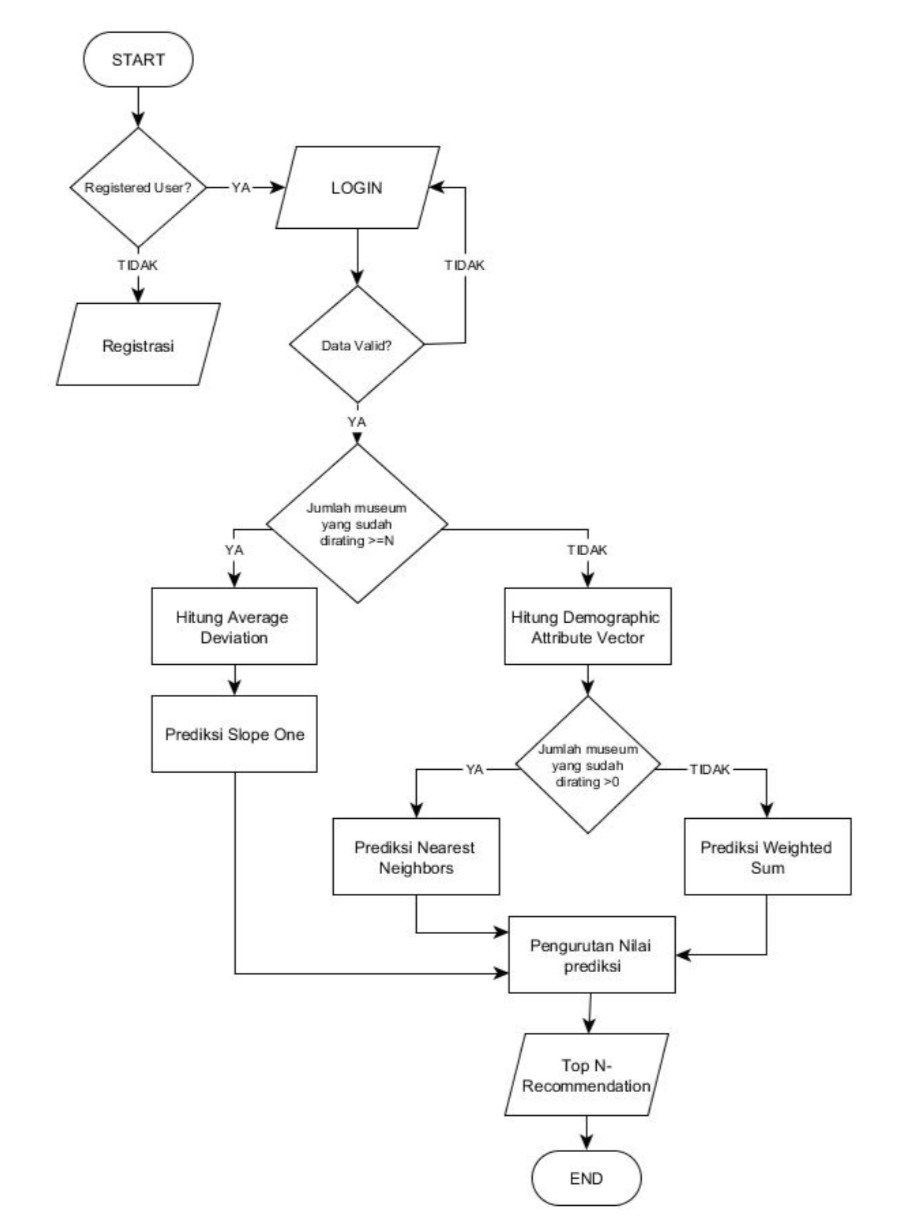 START
Registered User?
YA
LOGIN
TIDAK
TIDAK
Registrasi
Data Valid?
YA
Jumlah museum
yang sudah
dirating >=N
YA
TIDAK
Hitung Average
Deviation
Hitung Demographic
Attribute Vector
Prediksi Slope One
Jumlah museum
yang sudah
dirating >0
YA
TIDAK
Prediksi Nearest
Neighbors
Prediksi Weighted
Sum
Pengurutan Nilai
prediksi
Top N-
Recommendation
END